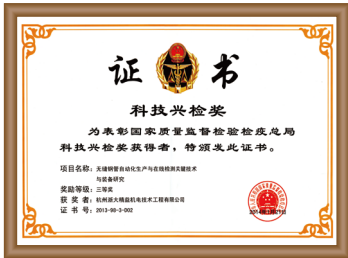 证 书
科技兴检奖
为表彰国家质量监督检验检疫总局
科技兴检奖获得者，特颁发此证书。
项目名称：无缝钢管自动化生产与在线检测关键技术
与装备研究
奖励等级：三等奖
获 奖 者：杭州浙大精益机电技术工程有限公司
证 书 号：2013-98-3-002